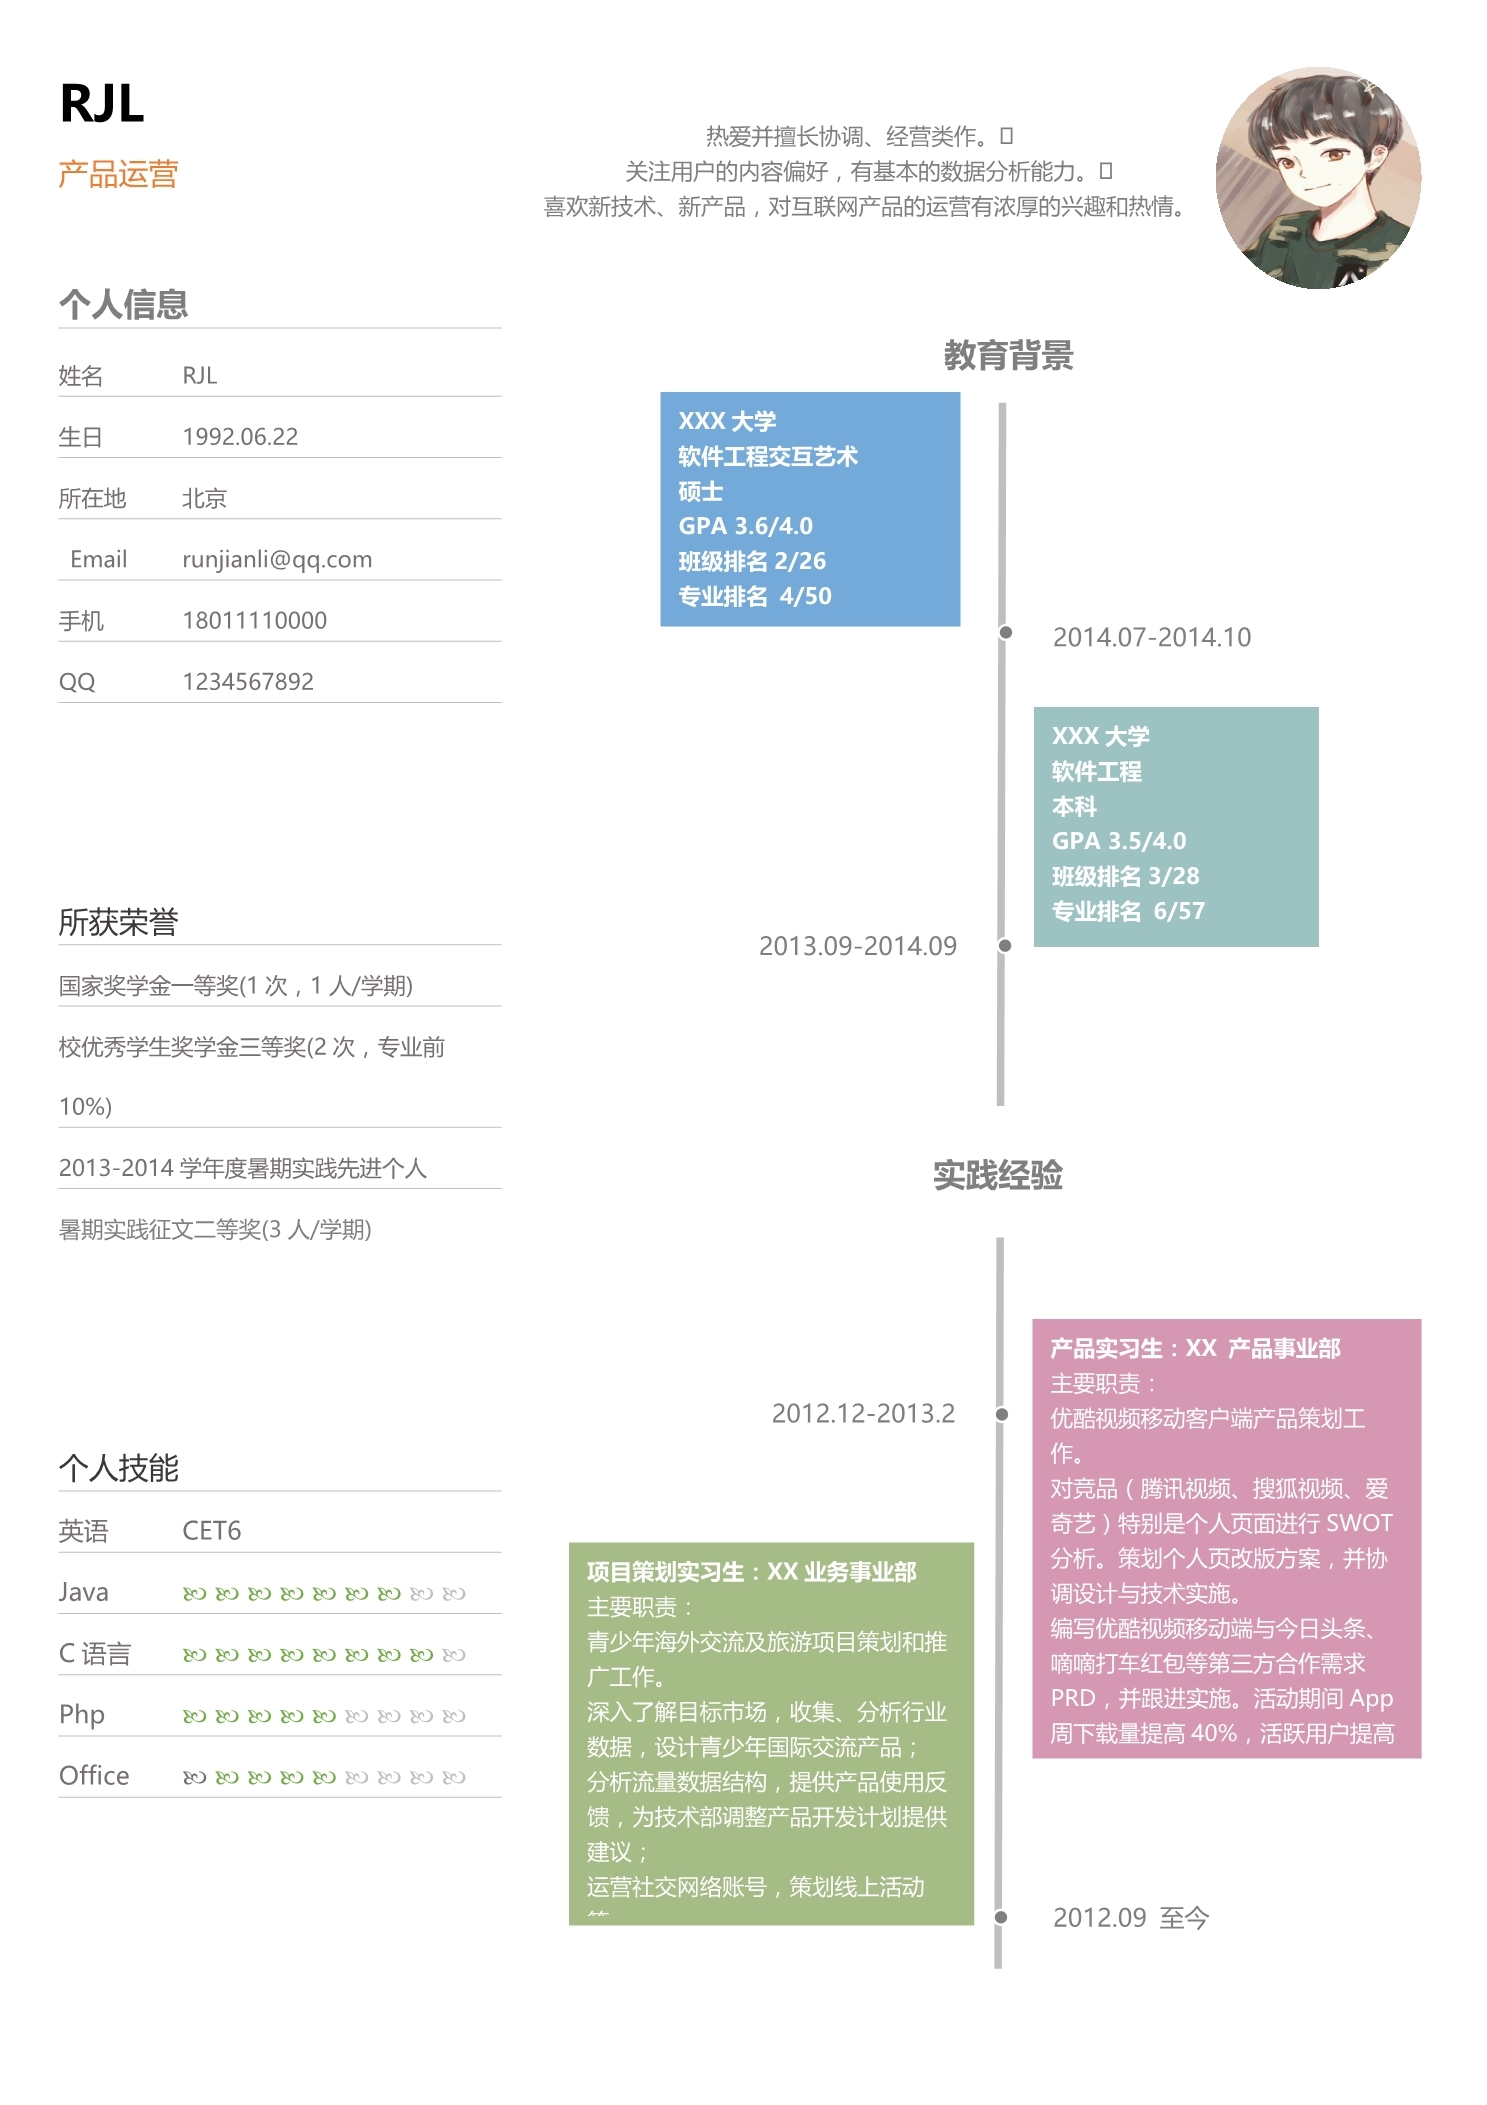 RJL
产品运营
热爱并擅长协调、经营类作。
关注用户的内容偏好，有基本的数据分析能力。
喜欢新技术、新产品，对互联网产品的运营有浓厚的兴趣和热情。
个人信息
姓名 RJL
生日 1992.06.22
所在地 北京
Email runjianli@qq.com
手机 18011110000
QQ 1234567892
所获荣誉
国家奖学金一等奖(1 次，1 人/学期)
校优秀学生奖学金三等奖(2 次，专业前
10%)
2013-2014 学年度暑期实践先进个人
暑期实践征文二等奖(3 人/学期)
个人技能
英语 CET6
Java
C 语言
Php
Office
教育背景
XXX 大学
软件工程交互艺术
硕士
GPA 3.6/4.0
班级排名 2/26
专业排名 4/50
2014.07-2014.10
XXX 大学
软件工程
本科
GPA 3.5/4.0
班级排名 3/28
专业排名 6/57
2013.09-2014.09
实践经验
产品实习生：XX 产品事业部
主要职责：
优酷视频移动客户端产品策划工
作。
对竞品（腾讯视频、搜狐视频、爱
奇艺）特别是个人页面进行 SWOT
分析。策划个人页改版方案，并协
调设计与技术实施。
编写优酷视频移动端与今日头条、
嘀嘀打车红包等第三方合作需求
PRD，并跟进实施。活动期间 App
周下载量提高 40%，活跃用户提高
2012.12-2013.2
项目策划实习生：XX 业务事业部
主要职责：
青少年海外交流及旅游项目策划和推
广工作。
深入了解目标市场，收集、分析行业
数据，设计青少年国际交流产品；
分析流量数据结构，提供产品使用反
馈，为技术部调整产品开发计划提供
建议；
运营社交网络账号，策划线上活动
2012.09 至今